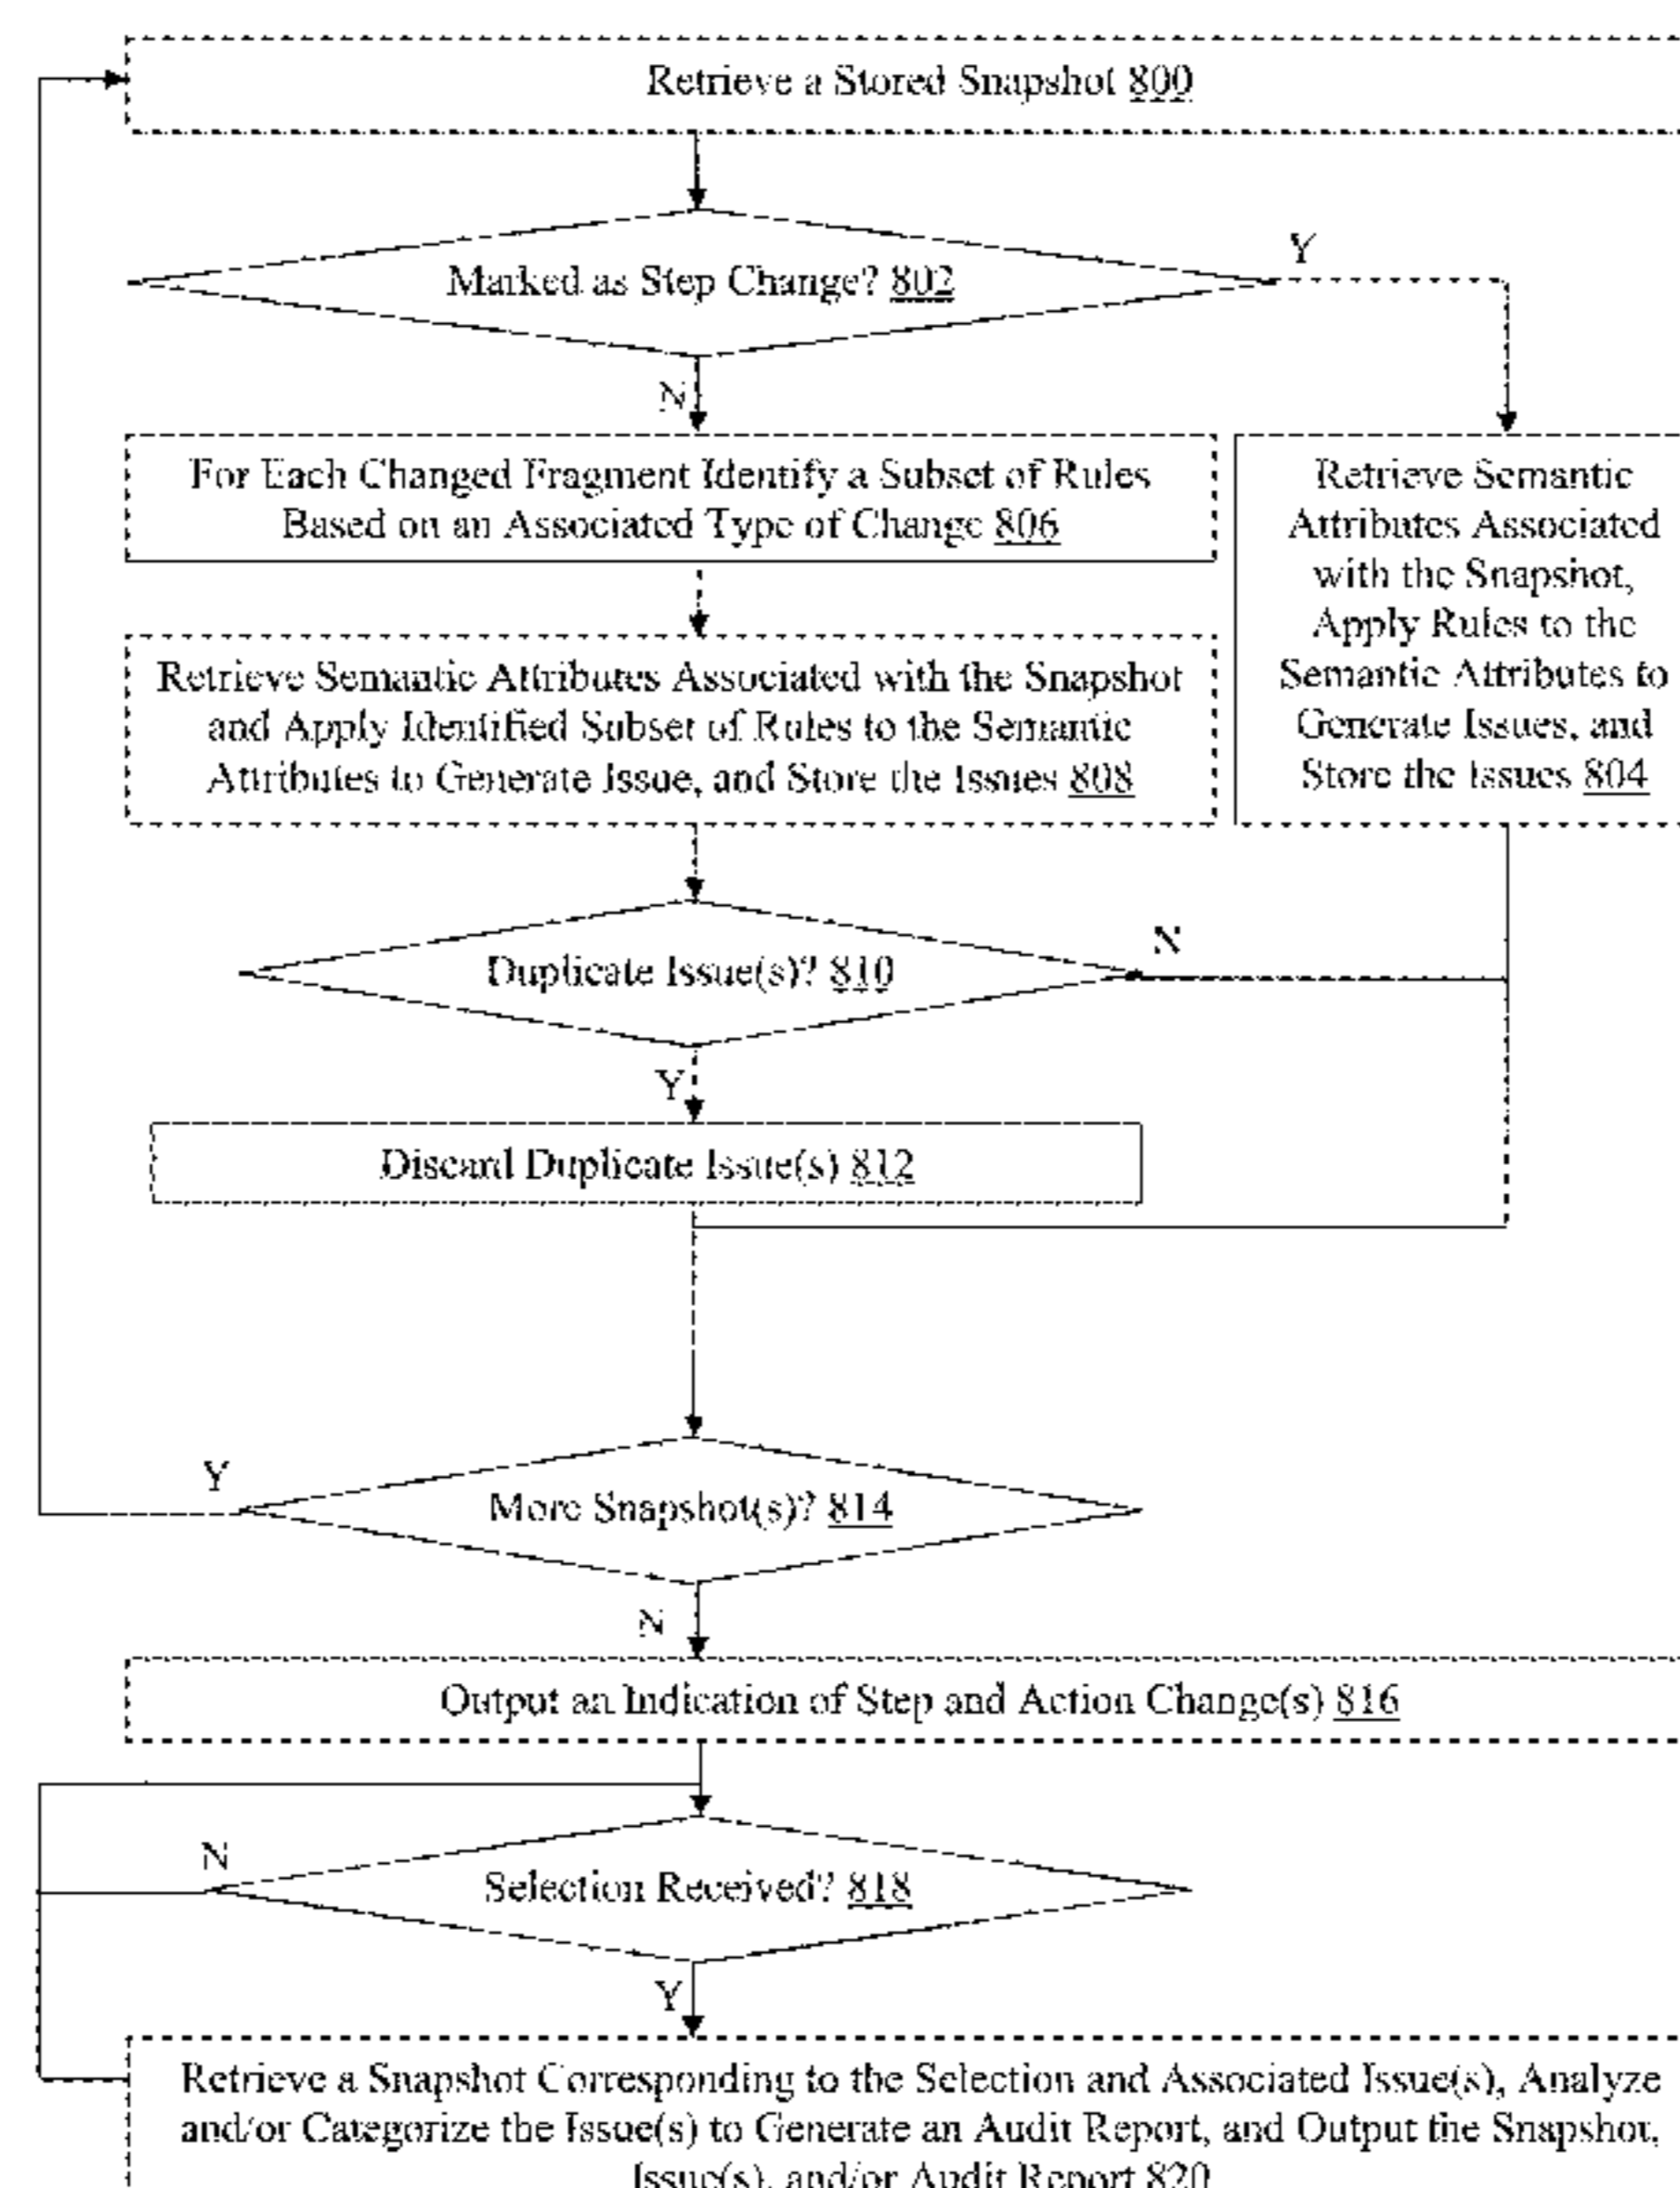 Retrieve a Stored Snapshot 800
Marked as Step Change? 802
Y
N
For Each Changed Fragment Identify a Subset of Rules
Based on an Associated Type of Change 806
Retrieve Semantic
Attributes Associated
with the Snapshot,
Apply Rules to the
Semantic Attributes to
Generate Issues, and
Store the Issues 804
Retrieve Semantic Attributes Associated with the Snapshot
and Apply Identified Subset of Rules to the Semantic
Attributes to Generate Issue, and Store the Issues 808
Duplicate Issue(s)? 810
N
Y
Discard Duplicate Issue(s) 812
More Snapshot(s)? 814
Y
N
Output an Indication of Step and Action Change(s) 816
Selection Received? 818
N
Y
Retrieve a Snapshot Corresponding to the Selection and Associated Issue(s), Analyze
and/or Categorize the Issue(s) to Generate an Audit Report, and Output the Snapshot,
Issue(s), and/or Audit Report 820